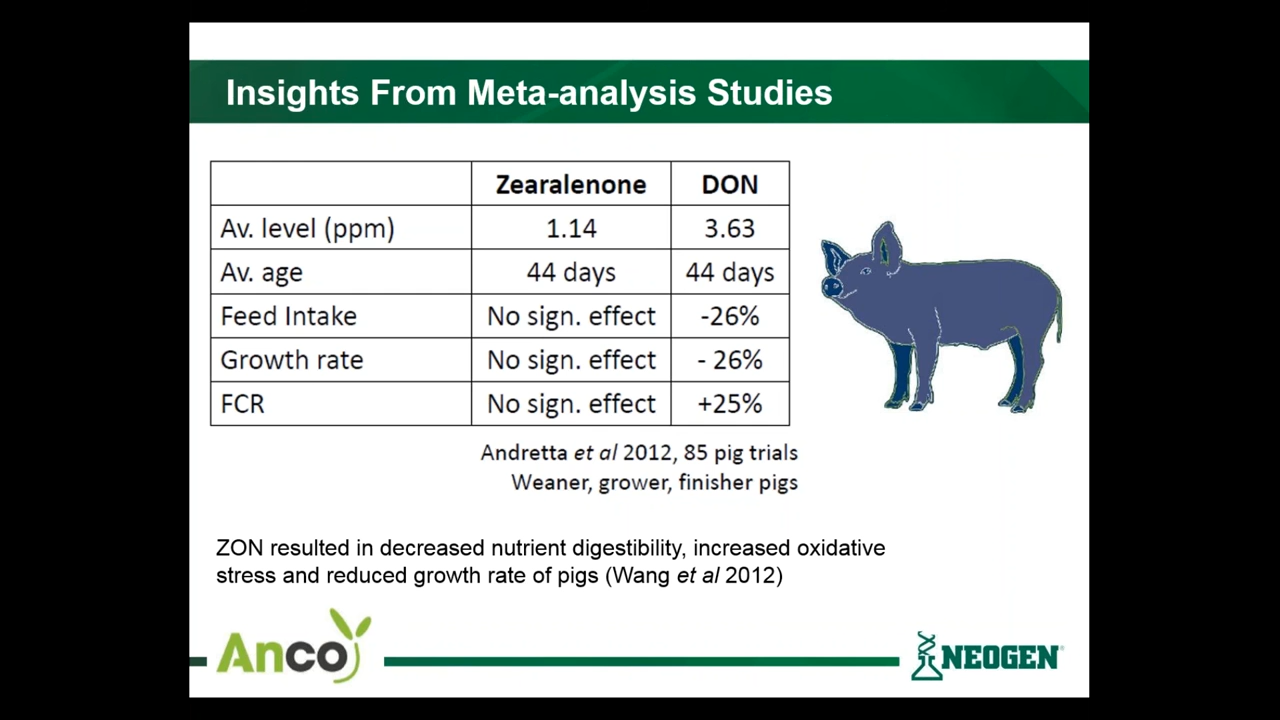 Insights From Meta-analysis Studies
Zearalenone DON
Av. level (ppm) 1.14 3.63
Av. age 44 days 44 days
Feed Intake No sign. effect -26%
Growth rate No sign. effect - 26%
FCR No sign. effect +25%
Andretta et al 2012, 85 pig trials
Weaner, grower, finisher pigs
ZON resulted in decreased nutrient digestibility, increased oxidative
stress and reduced growth rate of pigs (Wang et al 2012)
Anco
NEOGEN®